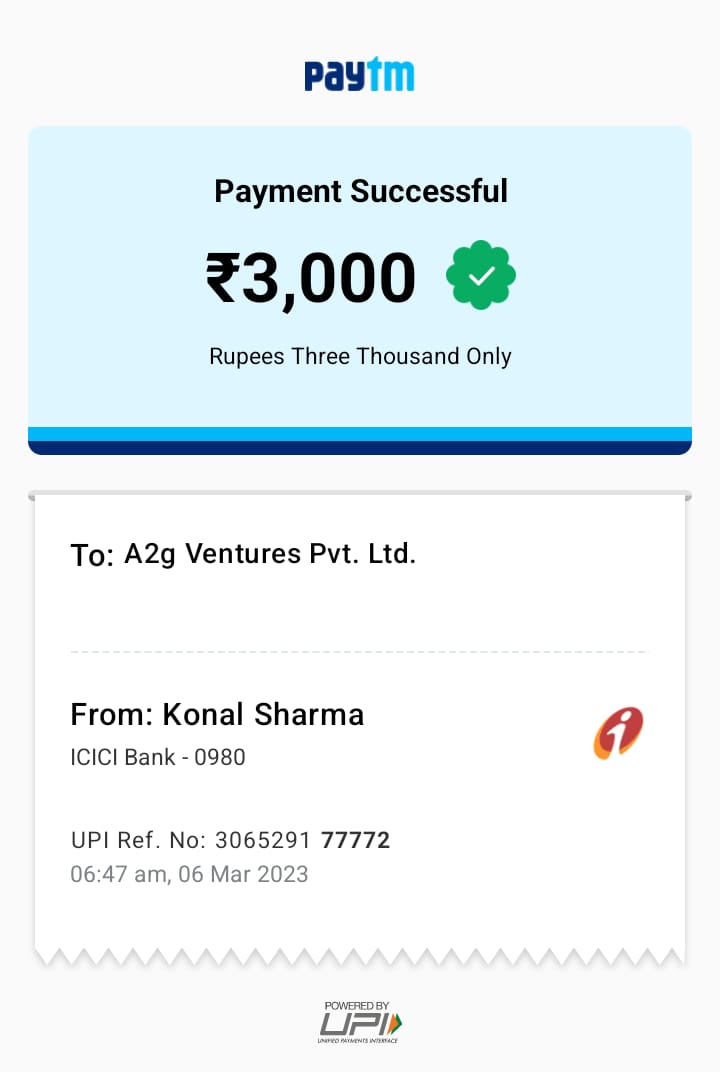 paytm
Payment Successful
₹3,000
Rupees Three Thousand Only
To: A2g Ventures Pvt. Ltd.
From: Konal Sharma
ICICI Bank - 0980
UPI Ref. No: 3065291 77772
06:47 am, 06 Mar 2023
POWERED BY
UPI
UNIFIED PAYMENTS INTERFACE